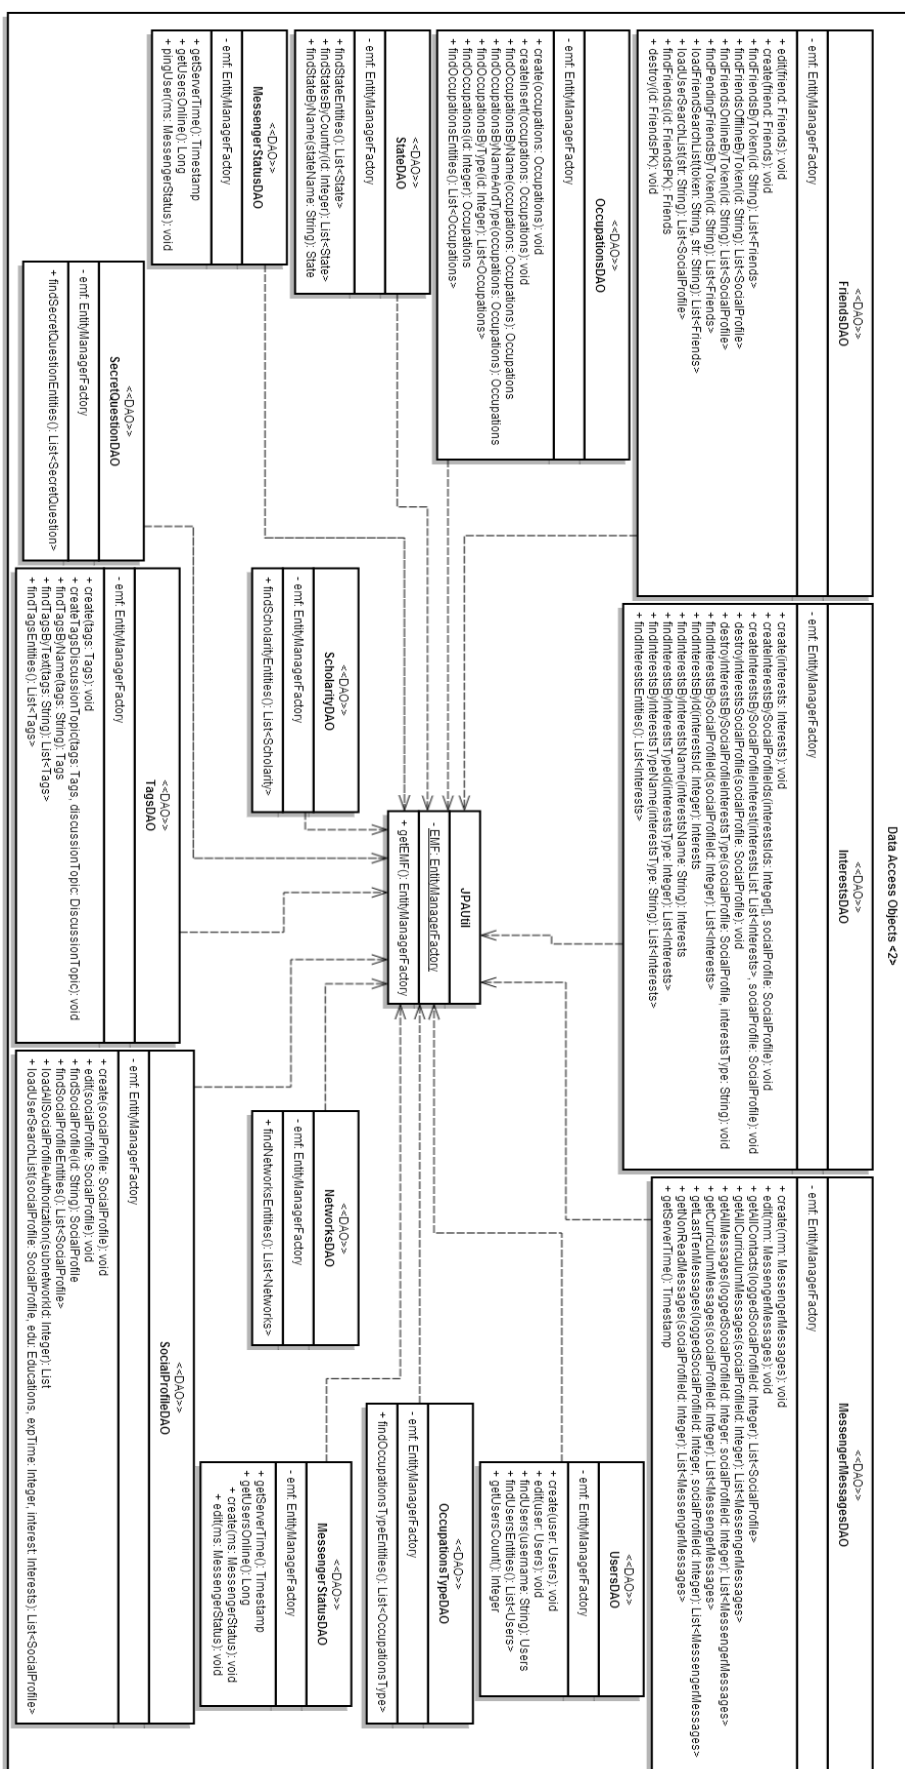 Data Access Objects <2>
<<DAO>>
FriendsDAO
- emf: EntityManagerFactory
+ edit(friend: Friends): void
+ create(friend: Friends): void
+ findFriendsByToken(id: String): List<Friends>
+ findFriendsOfflineByToken(id: String): List<SocialProfile>
+ findFriendsOnlineByToken(id: String): List<SocialProfile>
+ findPendingFriendsByToken(id: String): List<Friends>
+ loadFriendSearchList(token: String, str: String): List<Friends>
+ loadUserSearchList(str: String): List<SocialProfile>
+ findFriends(id: FriendsPK): Friends
+ destroy(id: FriendsPK): void
<<DAO>>
InterestsDAO
- emf: EntityManagerFactory
+ create(interests: Interests): void
+ createInterestsBySocialProfileIds(interestsIds: Integer[], socialProfile: SocialProfile): void
+ createInterestsBySocialProfileInterest(interestsList: List<Interests>, socialProfile: SocialProfile): void
+ destroyInterestsSocialProfile(socialProfile: SocialProfile): void
+ destroyInterestsBySocialProfileInterestsType(socialProfile: SocialProfile, interestsType: String): void
+ findInterestsBySocialProfileId(socialProfileId: Integer): List<Interests>
+ findInterestsById(interestsId: Integer): Interests
+ findInterestsByInterestsName(interestsName: String): Interests
+ findInterestsByInterestsTypeId(interestsType: Integer): List<Interests>
+ findInterestsByInterestsTypeName(interestsType: String): List<Interests>
+ findInterestsEntities(): List<Interests>
<<DAO>>
MessengerMessagesDAO
- emf: EntityManagerFactory
+ create(mm: MessengerMessages): void
+ edit(mm: MessengerMessages): void
+ getAllContacts(loggedSocialProfileId: Integer): List<SocialProfile>
+ getAllCurriculumMessages(socialProfileId: Integer): List<MessengerMessages>
+ getAllMessages(loggedSocialProfileId: Integer; socialProfileId: Integer): List<MessengerMessages>
+ getCurriculumMessages(socialProfileId: Integer): List<MessengerMessages>
+ getLastTenMessages(loggedSocialProfileId: Integer, socialProfileId: Integer): List<MessengerMessages>
+ getNonReadMessages(socialProfileId: Integer): List<MessengerMessages>
+ getServerTime(): Timestamp
<<DAO>>
OccupationsDAO
- emf: EntityManagerFactory
+ create(occupations: Occupations): void
+ createInsert(occupations: Occupations): void
+ findOccupationsByName(occupations: Occupations): Occupations
+ findOccupationsByNameAndType(occupations: Occupations): Occupations
+ findOccupationsByType(id: Integer): List<Occupations>
+ findOccupations(id: Integer): Occupations
+ findOccupationsEntities(): List<Occupations>
<<DAO>>
UsersDAO
- emf: EntityManagerFactory
+ create(user: Users): void
+ edit(user: Users): void
+ findUsers(username: String): Users
+ findUsersEntities(): List<Users>
+ getUsersCount(): Integer
<<DAO>>
StateDAO
- emf: EntityManagerFactory
+ findStateEntities(): List<State>
+ findStatesByCountry(id: Integer): List<State>
+ findStateByName(stateName: String): State
JPAUtil
- EMF: EntityManagerFactory
+ getEMF(): EntityManagerFactory
<<DAO>>
OccupationsTypeDAO
- emf: EntityManagerFactory
+ findOccupationsTypeEntities(): List<OccupationsType>
<<DAO>>
MessengerStatusDAO
- emf: EntityManagerFactory
+ getServerTime(): Timestamp
+ getUsersOnline(): Long
+ pingUser(ms: MessengerStatus): void
<<DAO>>
ScholarityDAO
- emf: EntityManagerFactory
+ findScholarityEntities(): List<Scholarity>
<<DAO>>
NetworksDAO
- emf: EntityManagerFactory
+ findNetworksEntities(): List<Networks>
<<DAO>>
MessengerStatusDAO
- emf: EntityManagerFactory
+ getServerTime(): Timestamp
+ getUsersOnline(): Long
+ create(ms: MessengerStatus): void
+ edit(ms: MessengerStatus): void
<<DAO>>
SecretQuestionDAO
- emf: EntityManagerFactory
+ findSecretQuestionEntities(): List<SecretQuestion>
<<DAO>>
TagsDAO
- emf: EntityManagerFactory
+ create(tags: Tags): void
+ createTagsDiscussionTopic(tags: Tags, discussionTopic: DiscussionTopic): void
+ findTagsByName(tags: String): Tags
+ findTagsByText(tags: String): List<Tags>
+ findTagsEntities(): List<Tags>
<<DAO>>
SocialProfileDAO
- emf: EntityManagerFactory
+ create(socialProfile: SocialProfile): void
+ edit(socialProfile: SocialProfile): void
+ findSocialProfile(id: String): SocialProfile
+ findSocialProfileEntities(): List<SocialProfile>
+ loadAllSocialProfileAuthorization(subnetworkId: Integer): List
+ loadUserSearchList(socialProfile: SocialProfile, edu: Educations, expTime: Integer, interest: Interests): List<SocialProfile>